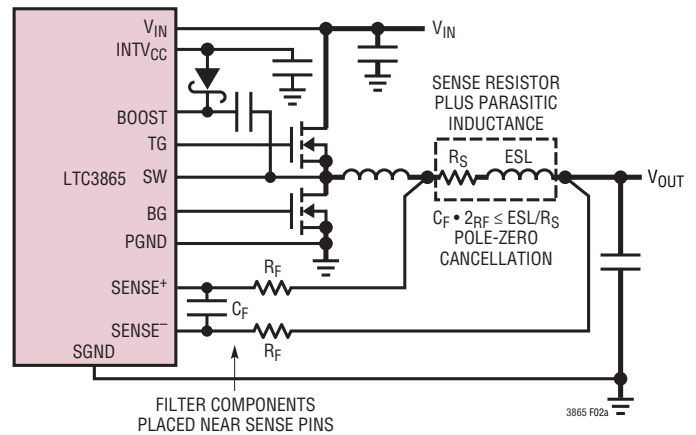 VIN
INTVCC
BOOST
TG
LTC3865
SW
BG
PGND
SENSE+
SENSE–
SGND
VIN
SENSE RESISTOR
PLUS PARASITIC
INDUCTANCE
RS
ESL
VOUT
CF • 2RF ≤ ESL/RS
POLE-ZERO
CANCELLATION
RF
CF
RF
FILTER COMPONENTS
PLACED NEAR SENSE PINS
3865 F02a